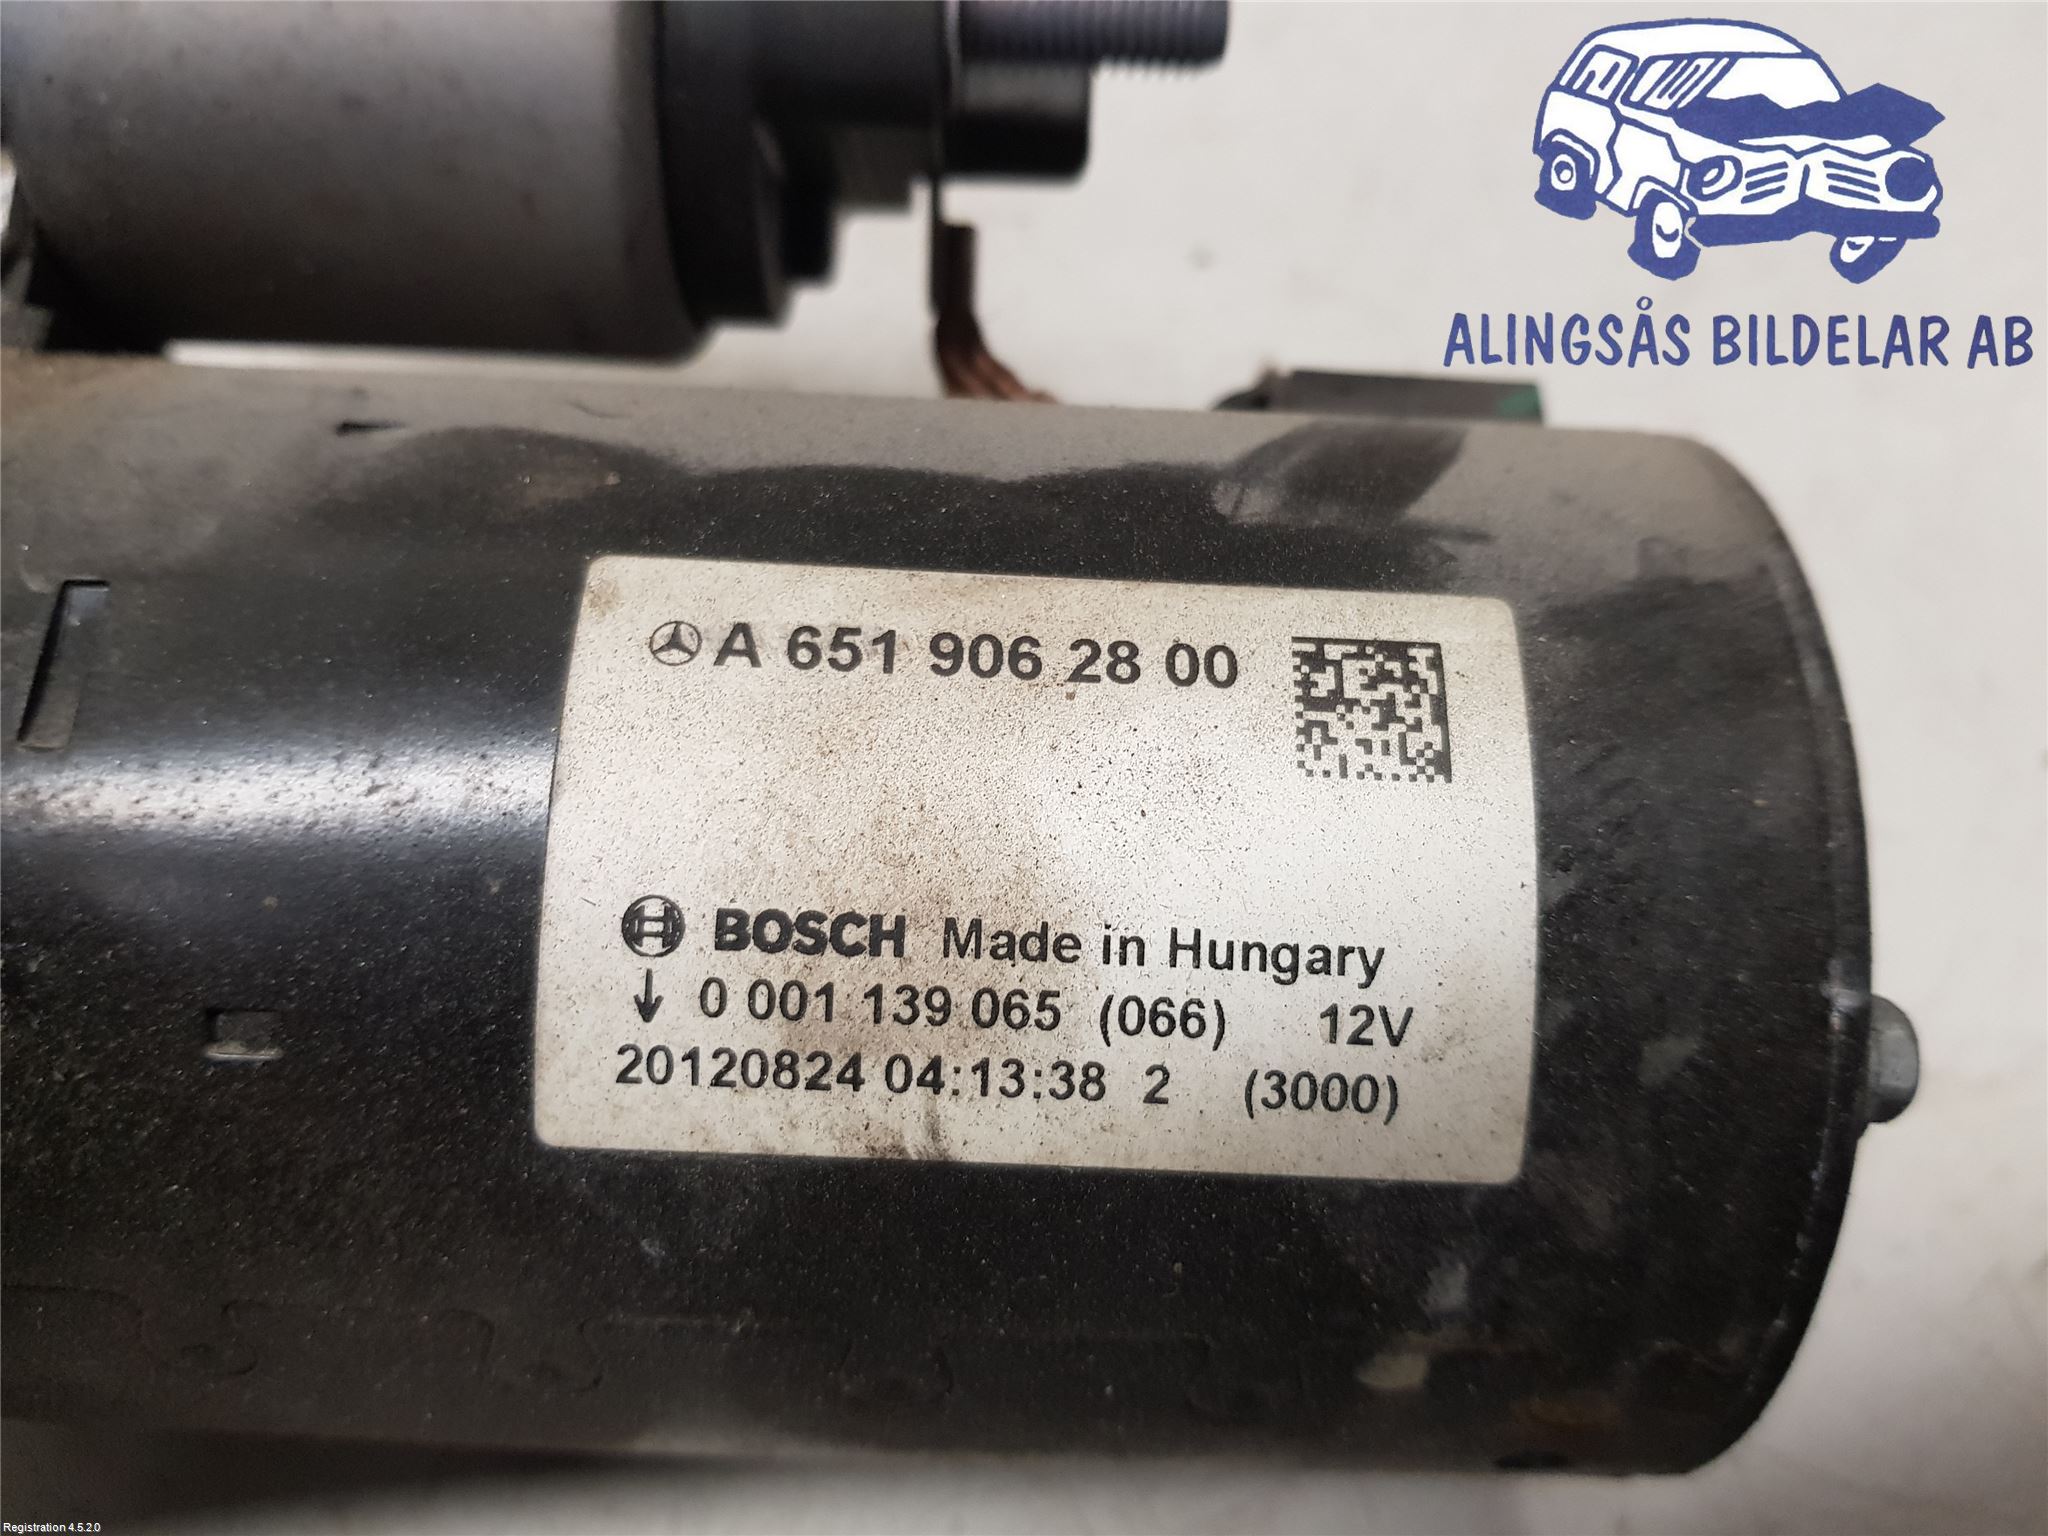 ALINGSÅS BILDELAR AB
A 651 906 28 00
BOSCH Made in Hungary
↓ 0 001 139 065 (066) 12V
20120824 04:13:38 2 (3000)
Registration 4.5.2.0